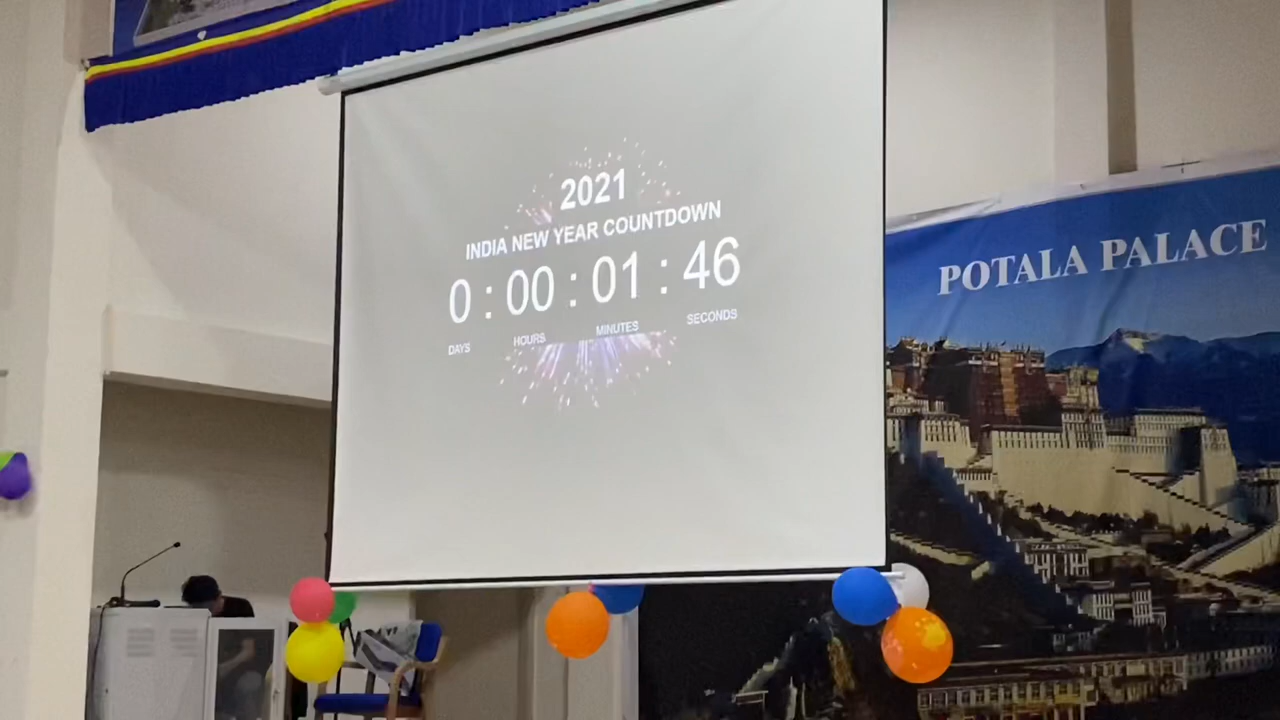 2021
INDIA NEW YEAR COUNTDOWN
0 : 00 : 01 : 46
DAYS HOURS MINUTES SECONDS
POTALA PALACE